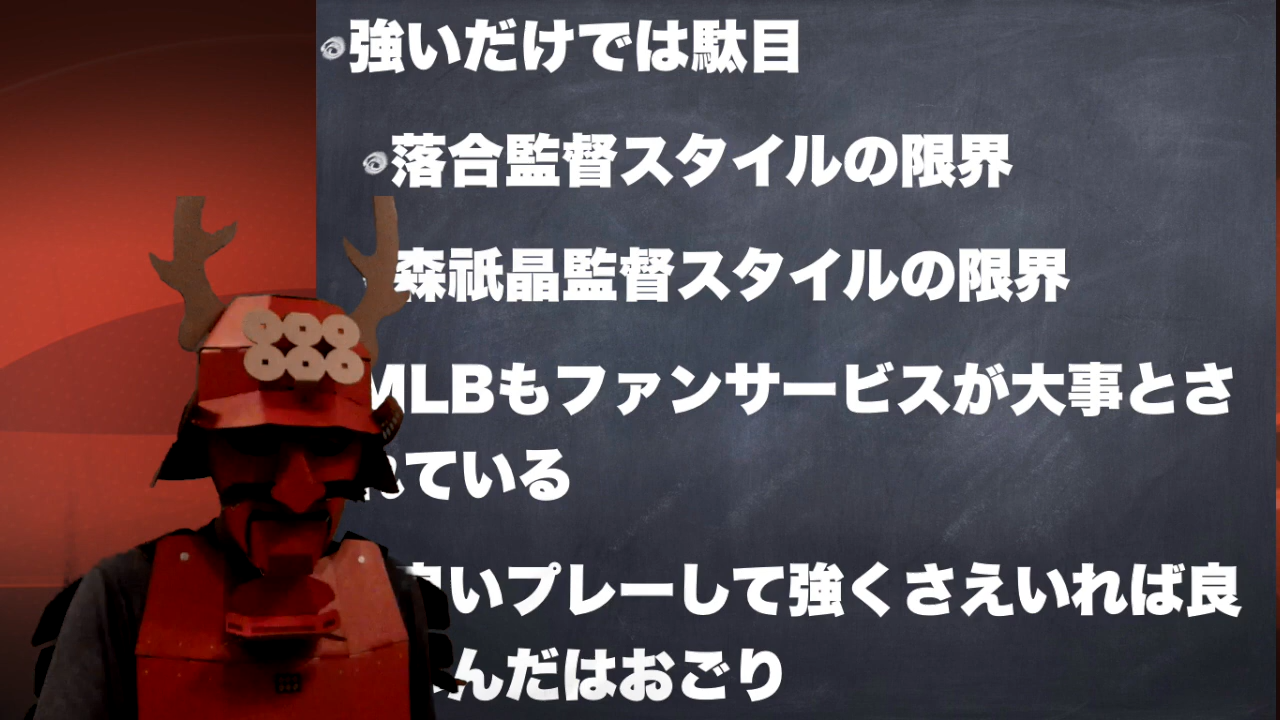 強いだけでは駄目
落合監督スタイルの限界
森祇晶監督スタイルの限界
MLBもファンサービスが大事とさ
れている
良いプレーして強くさえいれば良
いんだはおごり